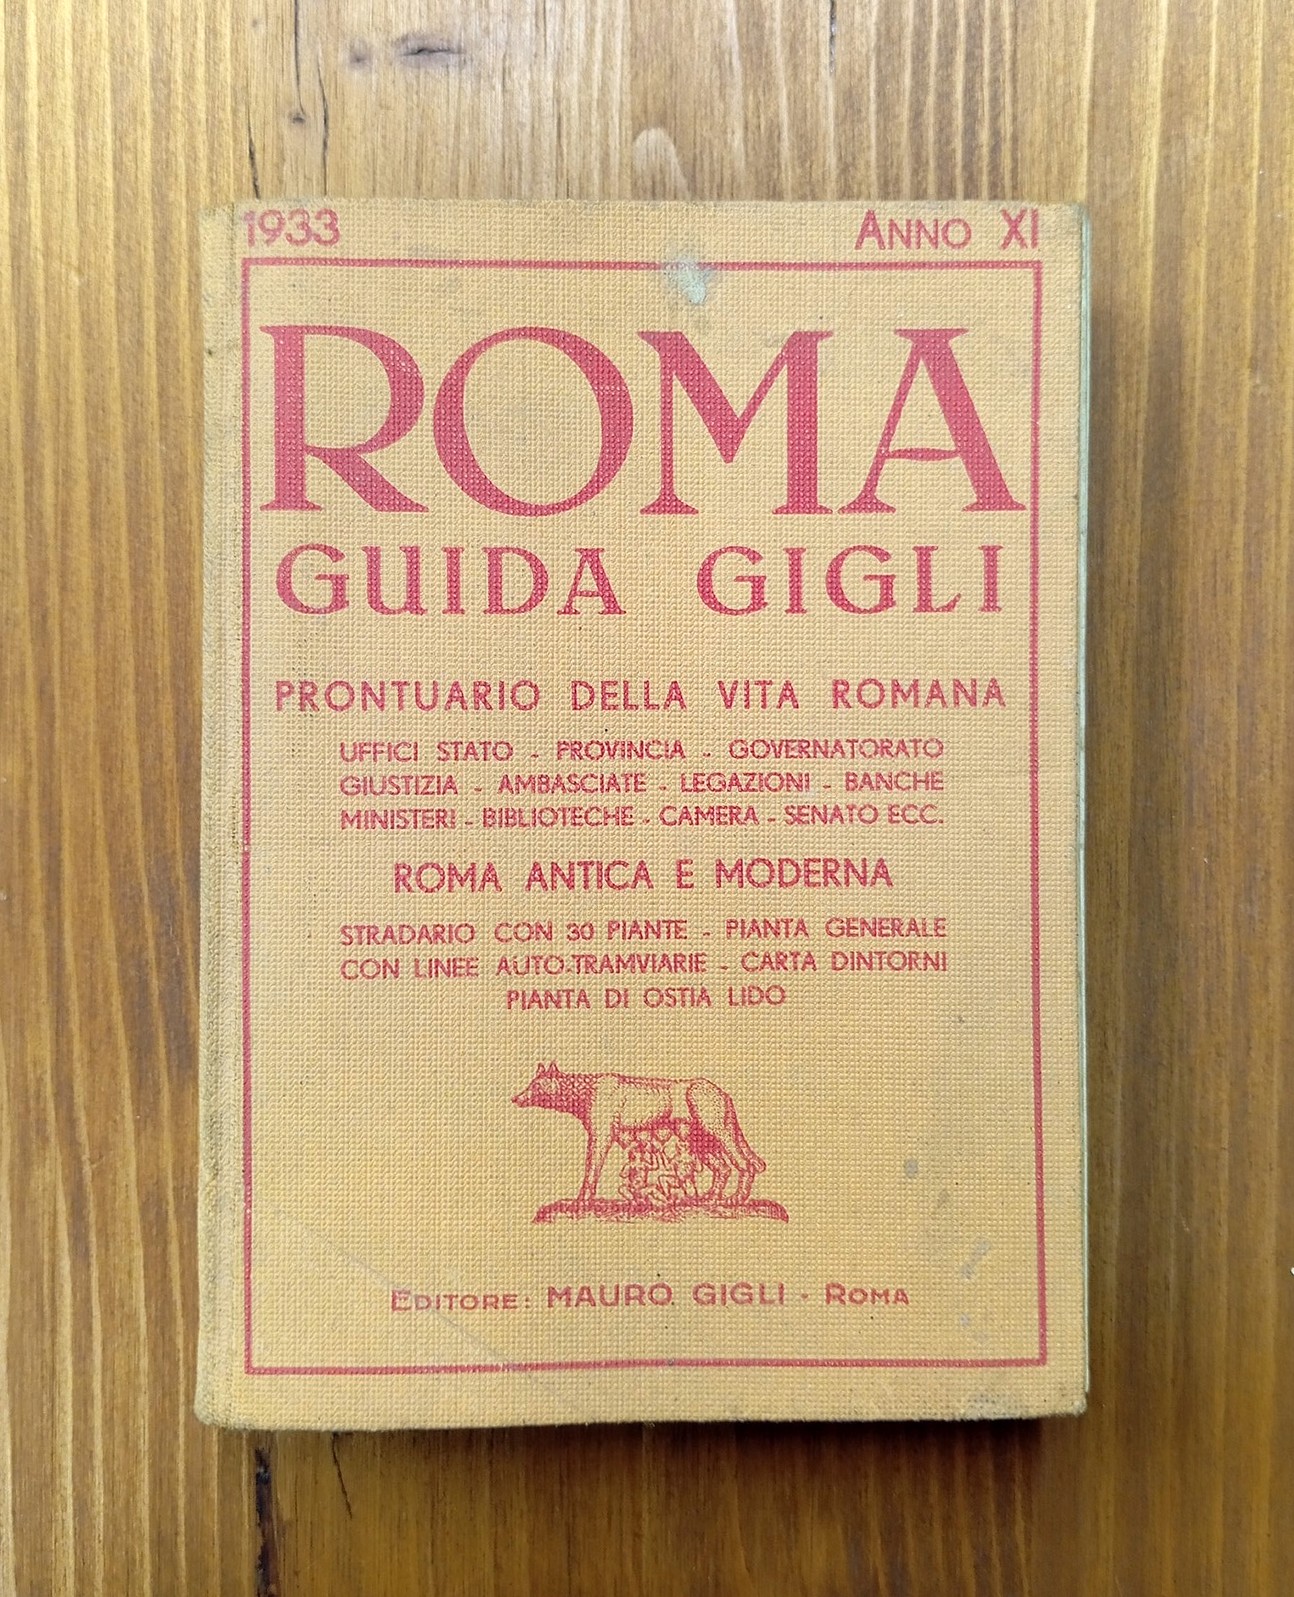 1933 ANNO XI
ROMA
GUIDA GIGLI
PRONTUARIO DELLA VITA ROMANA
UFFICI STATO - PROVINCIA - GOVERNATORATO
GIUSTIZIA - AMBASCIATE - LEGAZIONI - BANCHE
MINISTERI - BIBLIOTECHE - CAMERA - SENATO ECC.
ROMA ANTICA E MODERNA
STRADARIO CON 30 PIANTE - PIANTA GENERALE
CON LINEE AUTO-TRAMVIARIE - CARTA DINTORNI
PIANTA DI OSTIA LIDO
EDITORE: MAURO GIGLI - ROMA